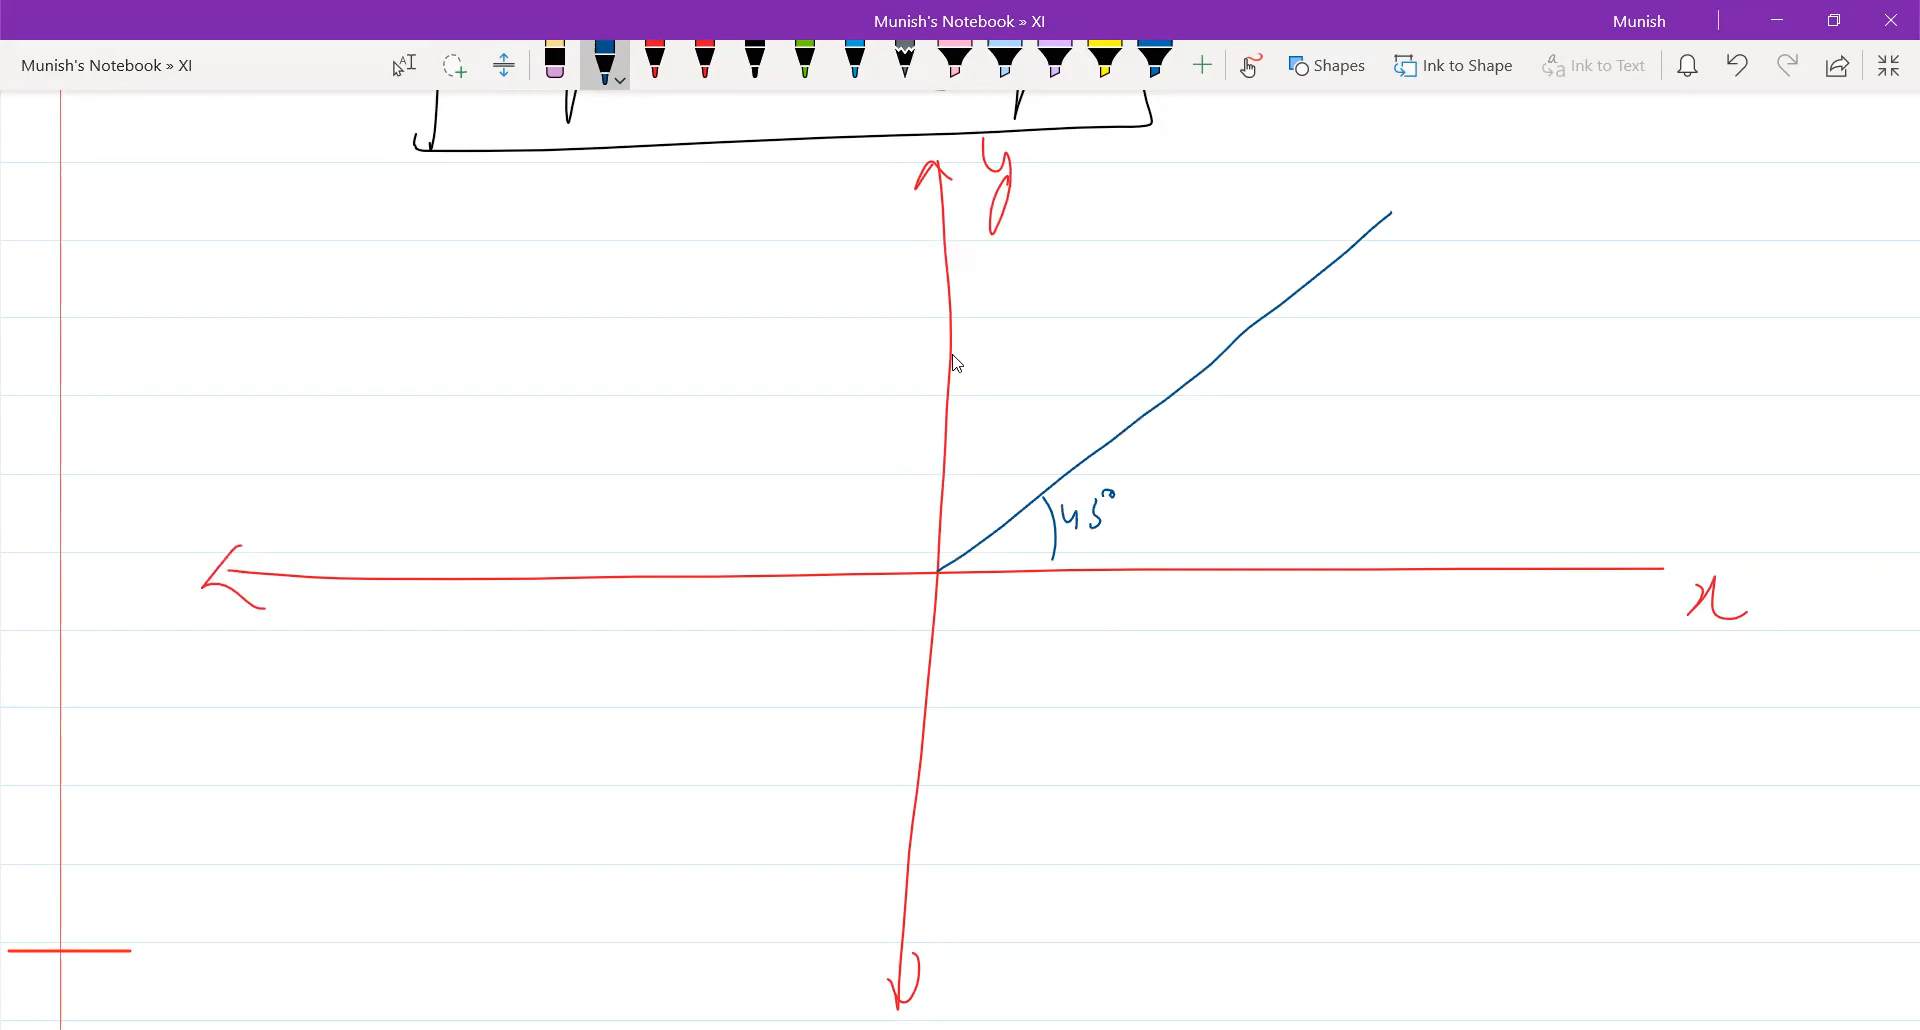 Munish's Notebook » XI
Munish
Munish's Notebook » XI
Shapes
Ink to Shape
Ink to Text
y
45°
x